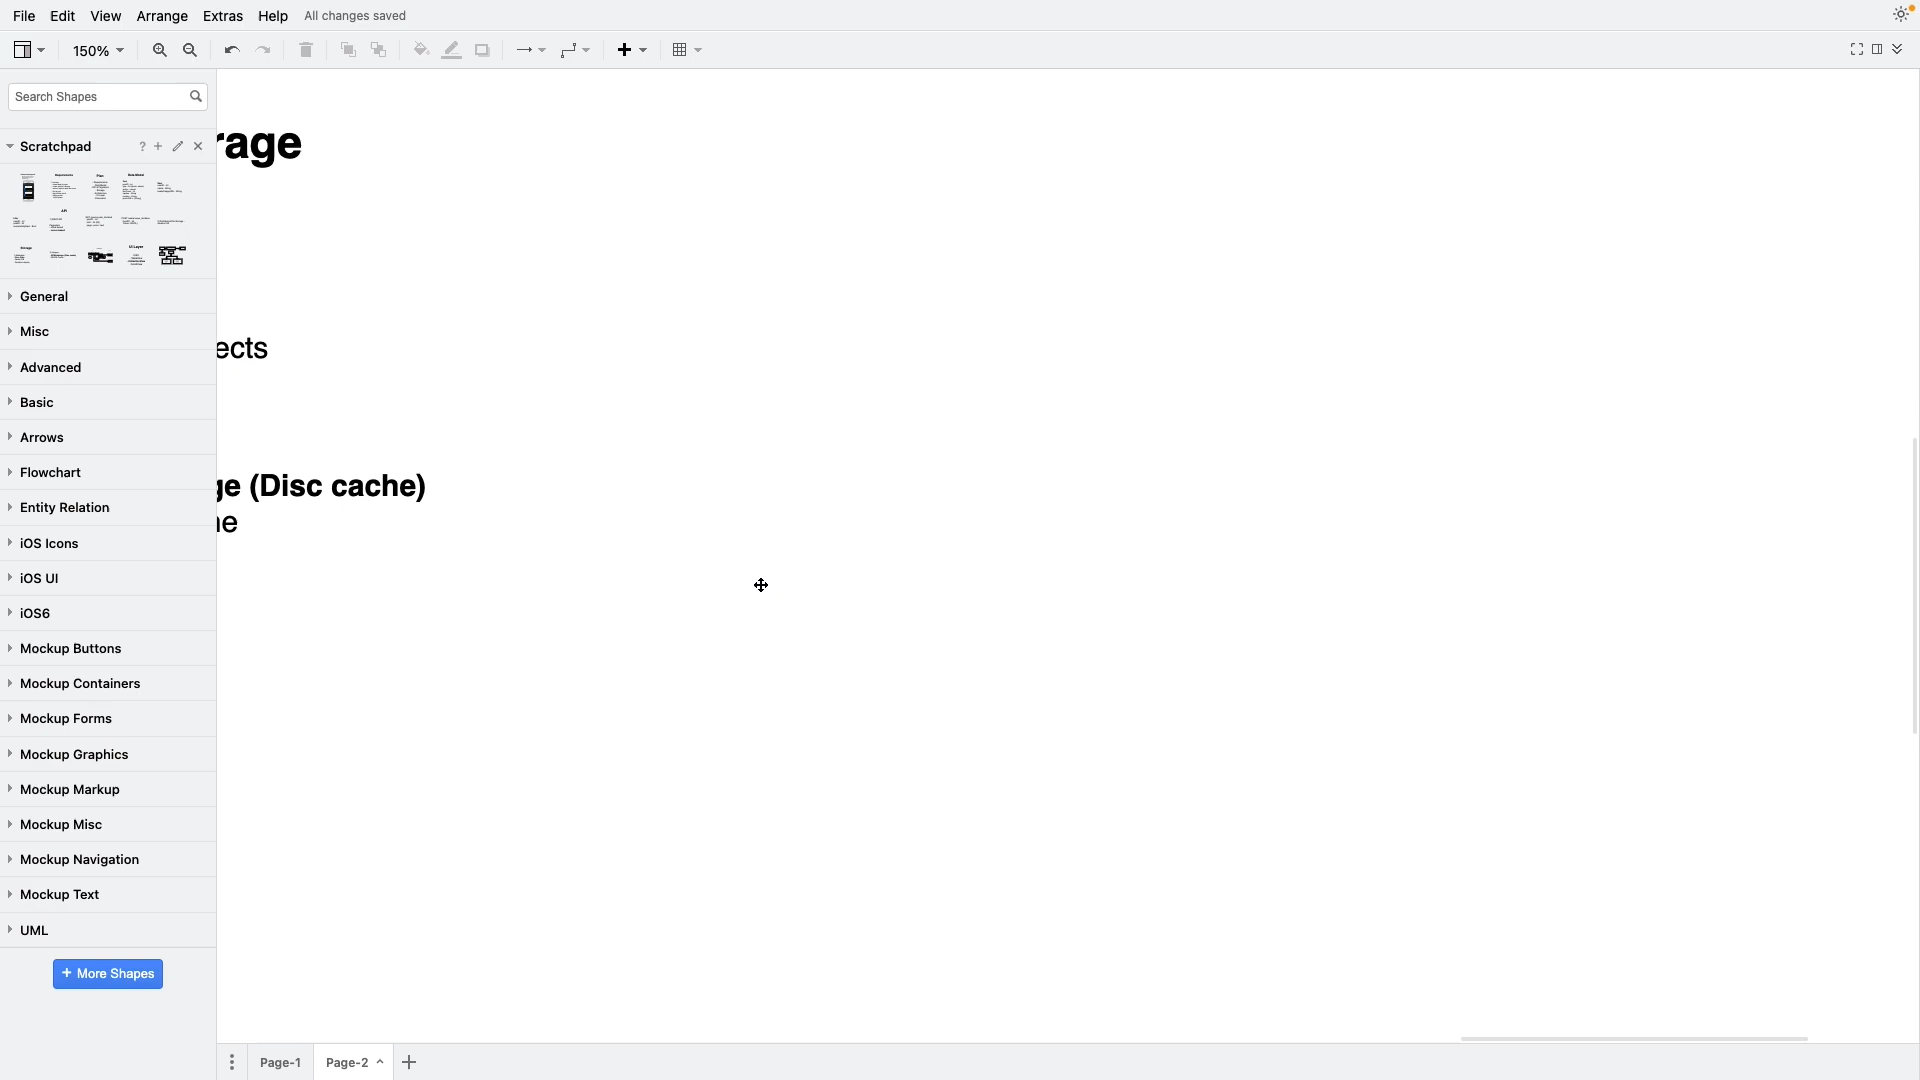 File Edit View Arrange Extras Help All changes saved
150%
Search Shapes
Scratchpad ?
General
Misc
Advanced
Basic
Arrows
Flowchart
Entity Relation
iOS Icons
iOS UI
iOS6
Mockup Buttons
Mockup Containers
Mockup Forms
Mockup Graphics
Mockup Markup
Mockup Misc
Mockup Navigation
Mockup Text
UML
+ More Shapes
rage
ects
ge (Disc cache)
Page-1 Page-2